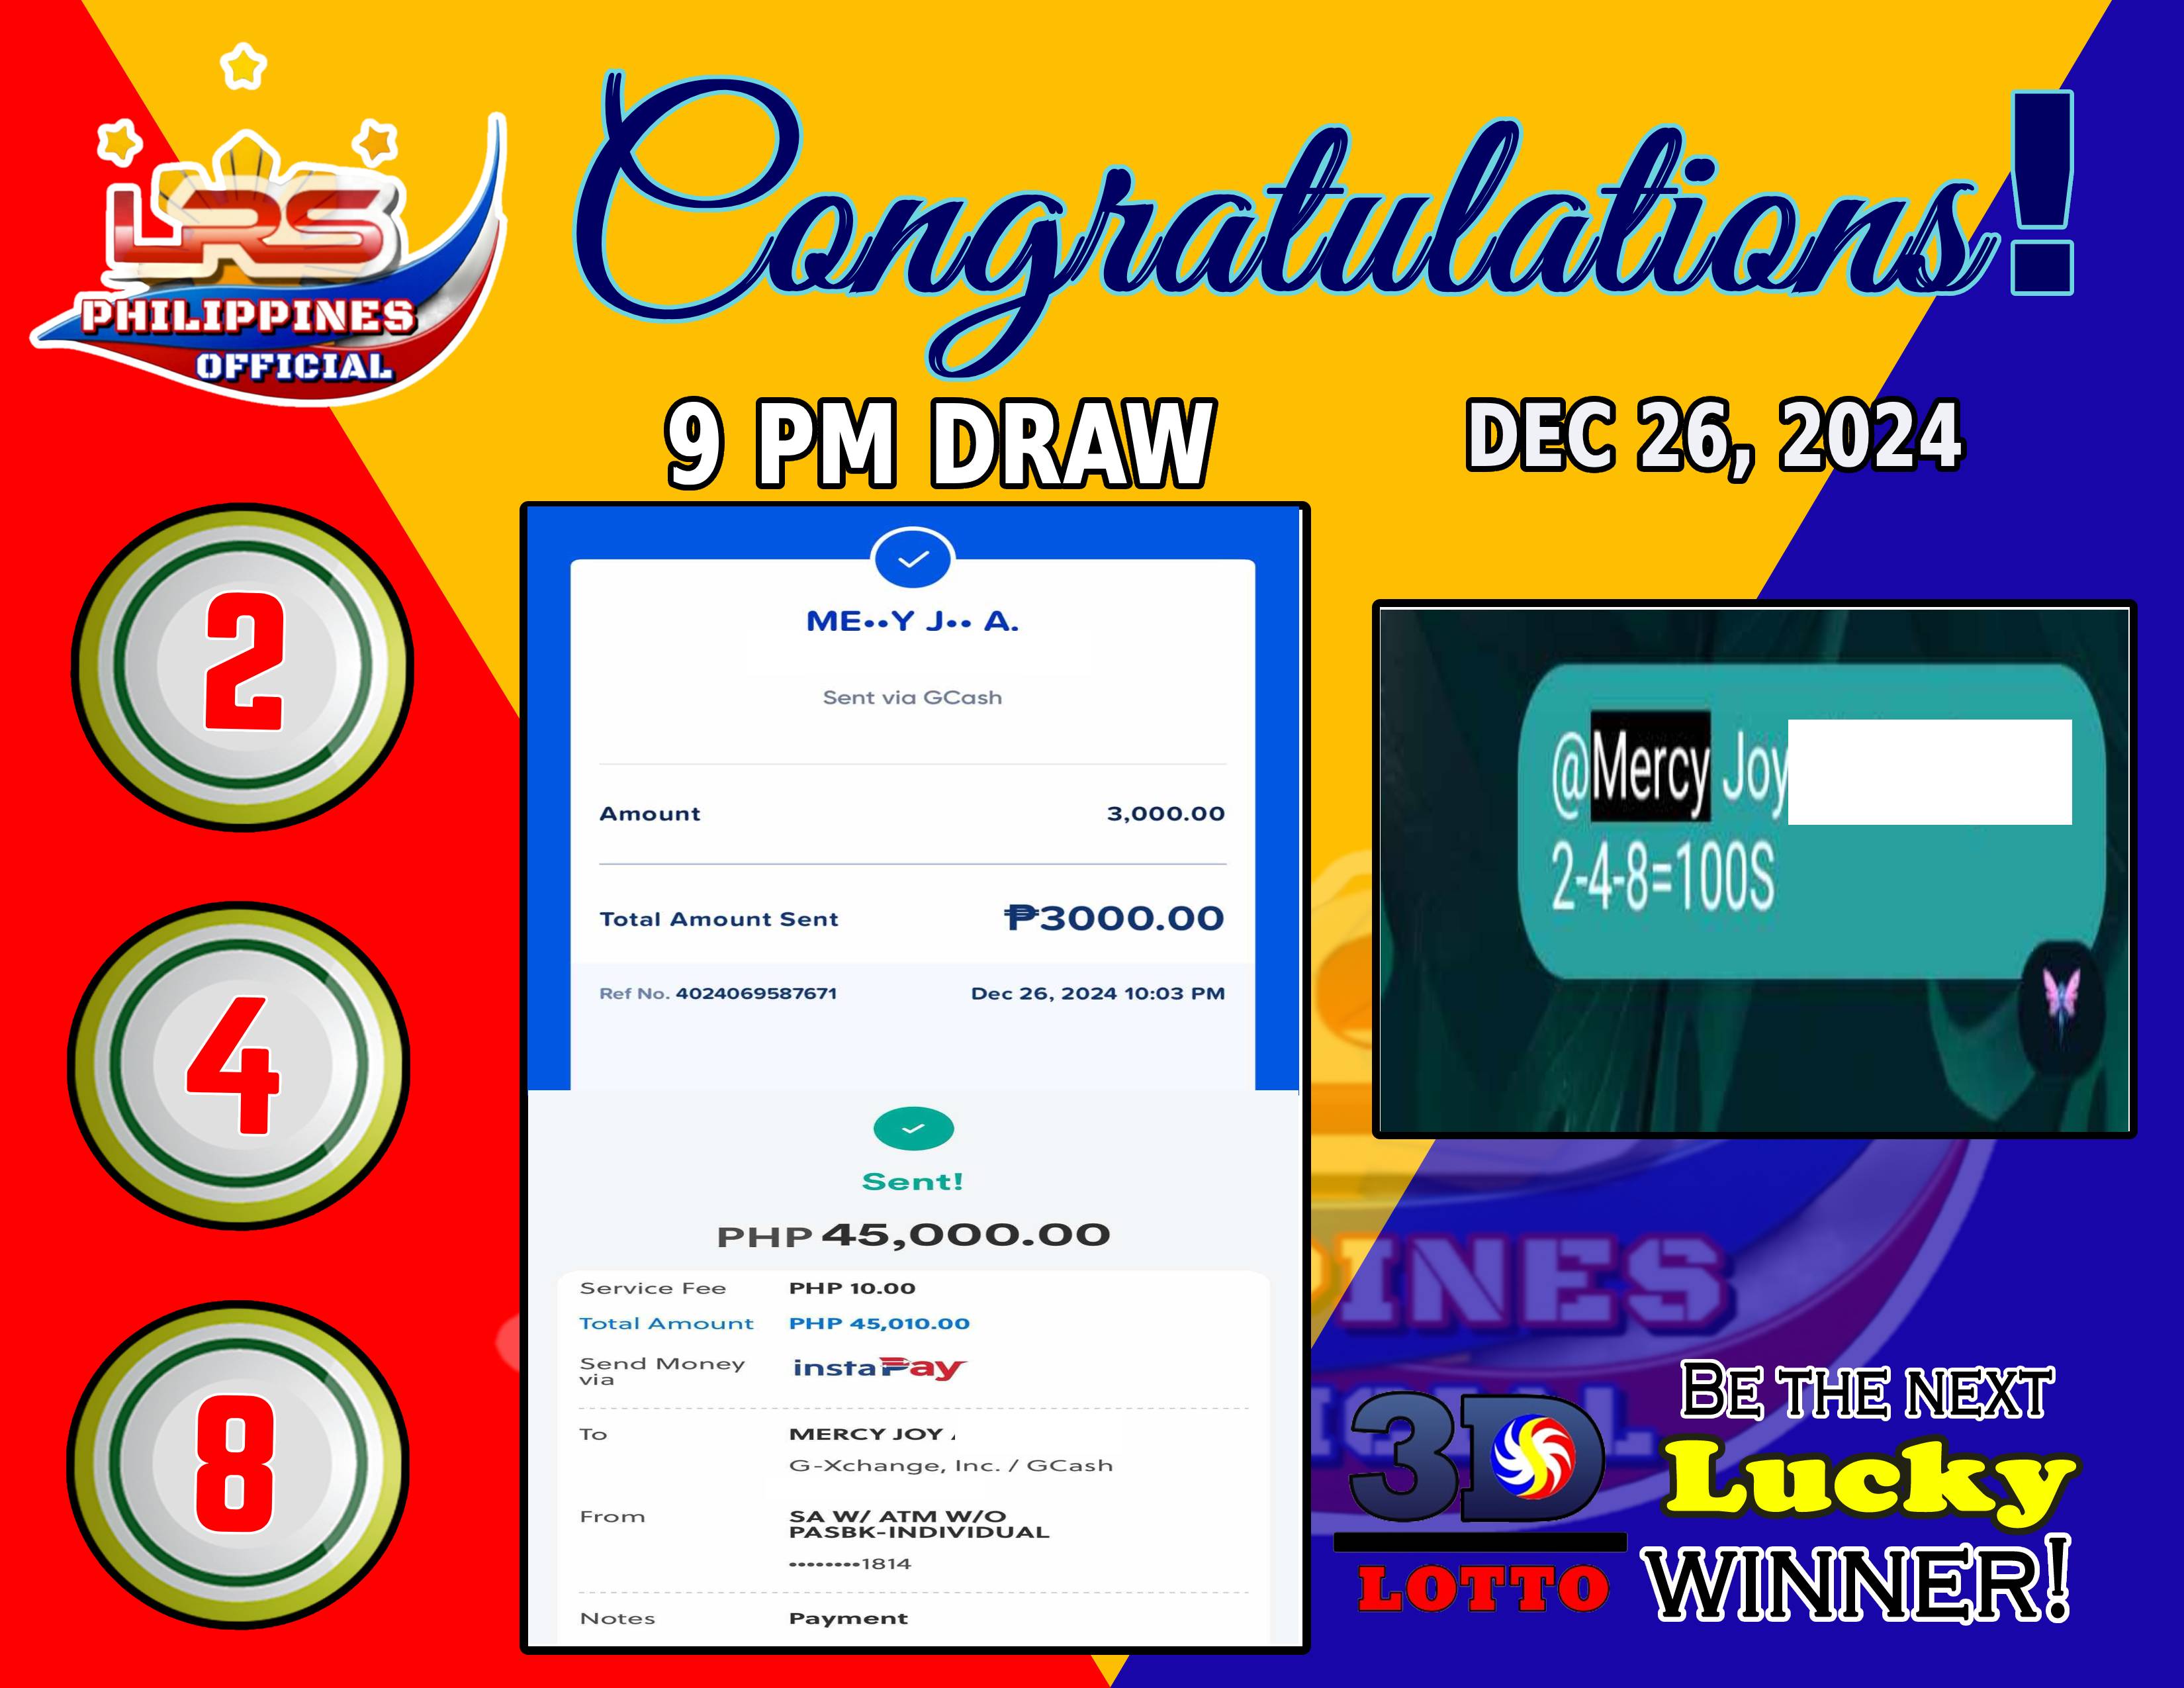 LRS
PHILIPPINES
OFFICIAL
Congratulations!
9 PM DRAW
DEC 26, 2024
2
4
8
ME••Y J•• A.
Sent via GCash
Amount 3,000.00
Total Amount Sent ₱3000.00
Ref No. 4024069587671 Dec 26, 2024 10:03 PM
Sent!
PHP 45,000.00
Service Fee PHP 10.00
Total Amount PHP 45,010.00
Send Money via instaPay
To MERCY JOY
G-Xchange, Inc. / GCash
From SA W/ ATM W/O
PASBK-INDIVIDUAL
••••••••1814
Notes Payment
@Mercy Joy
2-4-8=100S
PINES
3D
LOTTO
BE THE NEXT
Lucky
WINNER!